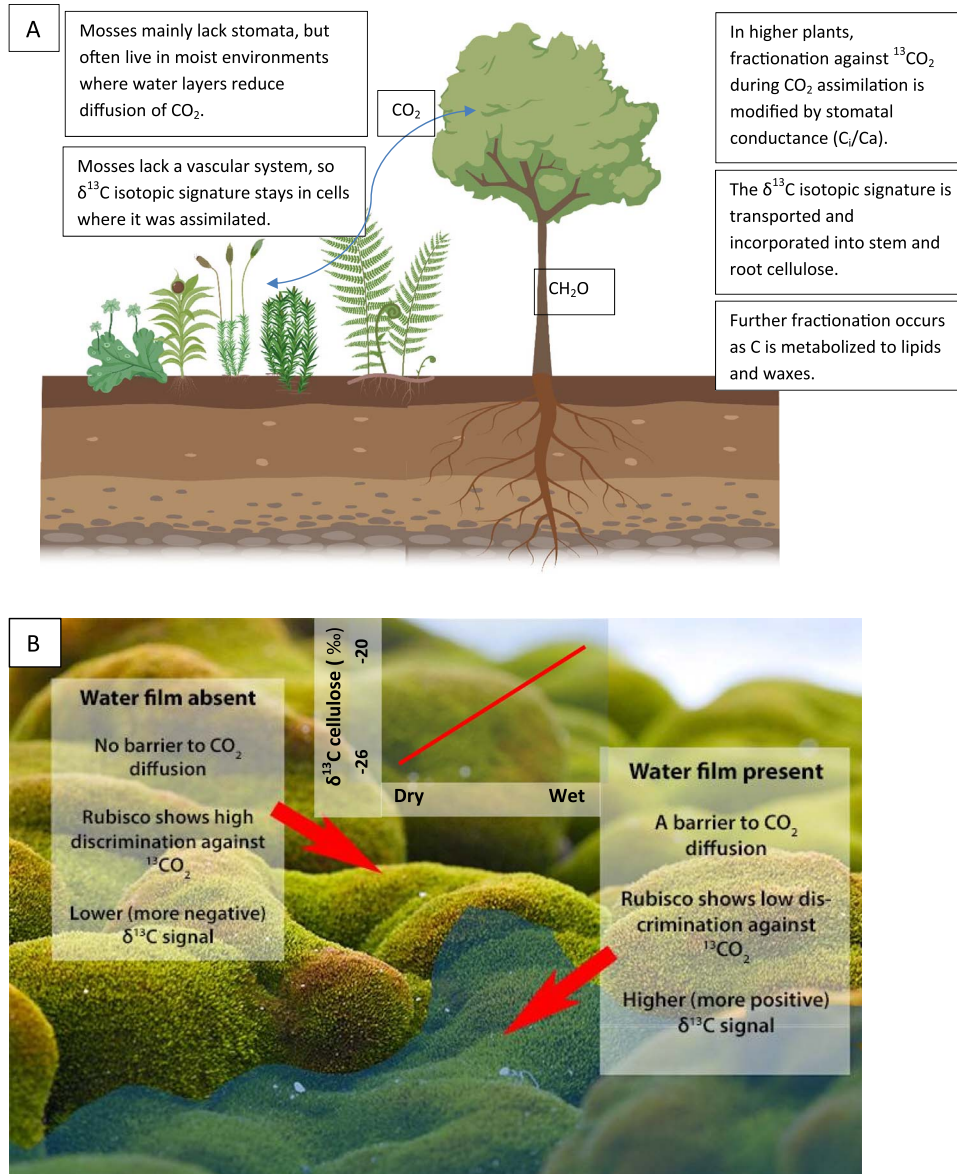 A
Mosses mainly lack stomata, but
often live in moist environments
where water layers reduce
diffusion of CO₂.
Mosses lack a vascular system, so
δ¹³C isotopic signature stays in cells
where it was assimilated.
CO₂
CH₂O
In higher plants,
fractionation against ¹³CO₂
during CO₂ assimilation is
modified by stomatal
conductance (Cᵢ/Ca).
The δ¹³C isotopic signature is
transported and
incorporated into stem and
root cellulose.
Further fractionation occurs
as C is metabolized to lipids
and waxes.
B
Water film absent
No barrier to CO₂
diffusion
Rubisco shows high
discrimination against
¹³CO₂
Lower (more negative)
δ¹³C signal
δ¹³C cellulose ( ‰)
-20
-26
Dry
Wet
Water film present
A barrier to CO₂
diffusion
Rubisco shows low dis-
crimination against
¹³CO₂
Higher (more positive)
δ¹³C signal